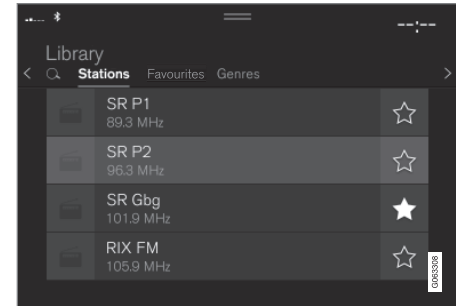 --:--
Library
Stations Favourites Genres
SR P1
89.3 MHz
SR P2
96.3 MHz
SR Gbg
101.9 MHz
RIX FM
105.9 MHz
G063308